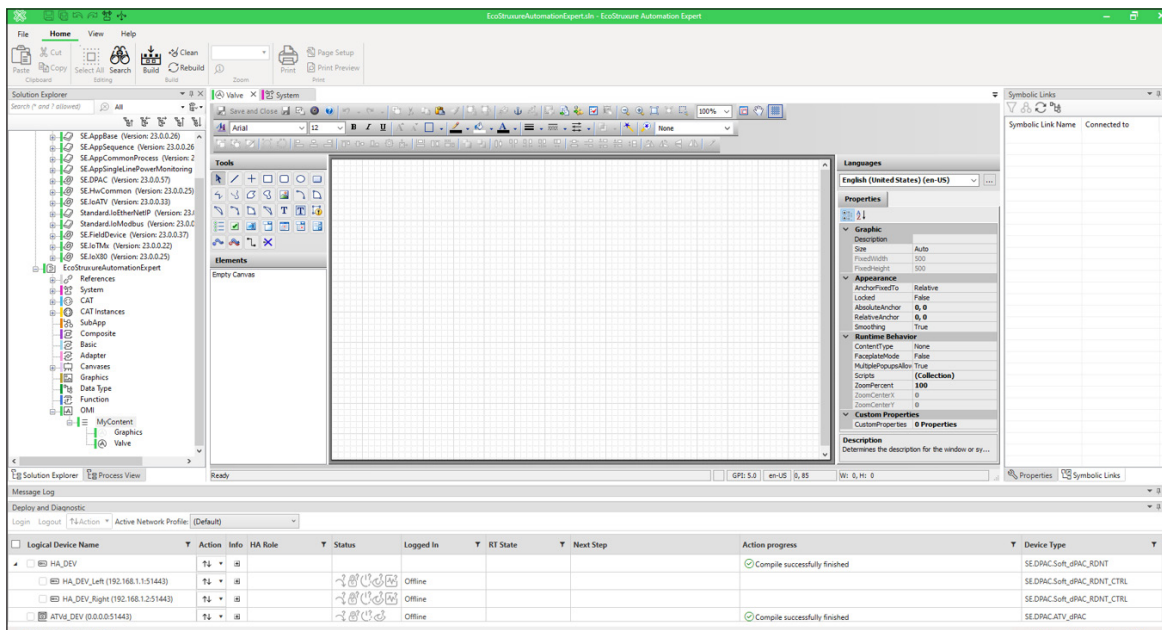 EcoStruxureAutomationExpert.sln - EcoStruxure Automation Expert
File Home View Help
Paste Cut Copy Select All Search Build Clean Rebuild Zoom Print Page Setup Print Preview
Clipboard Editing Build Zoom Print
Solution Explorer
Search (* and ? allowed) All
SE.AppBase (Version: 23.0.0.26)
SE.AppSequence (Version: 23.0.0.26
SE.AppCommonProcess (Version: 2
SE.AppSingleLinePowerMonitoring
SE.DPAC (Version: 23.0.0.57)
SE.HwCommon (Version: 23.0.0.25)
SE.IoATV (Version: 23.0.0.33)
Standard.IoEtherNetIP (Version: 23.
Standard.IoModbus (Version: 23.0.0
SE.FieldDevice (Version: 23.0.0.37)
SE.IoTMx (Version: 23.0.0.22)
SE.IoX80 (Version: 23.0.0.25)
EcoStruxureAutomationExpert
References
System
CAT
CAT Instances
SubApp
Composite
Basic
Adapter
Canvases
Graphics
Data Type
Function
OMI
MyContent
Graphics
Valve
Solution Explorer Process View
Valve System
Save and Close 100%
Arial 12 B I U None
Tools
Elements
Empty Canvas
Ready GPI: 5.0 en-US 0, 85 W: 0, H: 0
Languages
English (United States) (en-US) ...
Properties
Graphic
Description
Size Auto
FixedWidth 500
FixedHeight 500
Appearance
AnchorFixedTo Relative
Locked False
AbsoluteAnchor 0, 0
RelativeAnchor 0, 0
Smoothing True
Runtime Behavior
ContentType None
FaceplateMode False
MultiplePopupsAllow True
Scripts (Collection)
ZoomPercent 100
ZoomCenterX 0
ZoomCenterY 0
Custom Properties
CustomProperties 0 Properties
Description
Determines the description for the window or sy...
Symbolic Links
Symbolic Link Name Connected to
Properties Symbolic Links
Message Log
Deploy and Diagnostic
Login Logout Action Active Network Profile: (Default)
Logical Device Name Action Info HA Role Status Logged In RT State Next Step Action progress Device Type
HA_DEV Compile successfully finished SE.DPAC.Soft_dPAC_RDNT
HA_DEV_Left (192.168.1.1:51443) Offline SE.DPAC.Soft_dPAC_RDNT_CTRL
HA_DEV_Right (192.168.1.2:51443) Offline SE.DPAC.Soft_dPAC_RDNT_CTRL
ATVd_DEV (0.0.0.0:51443) Offline Compile successfully finished SE.DPAC.ATV_dPAC